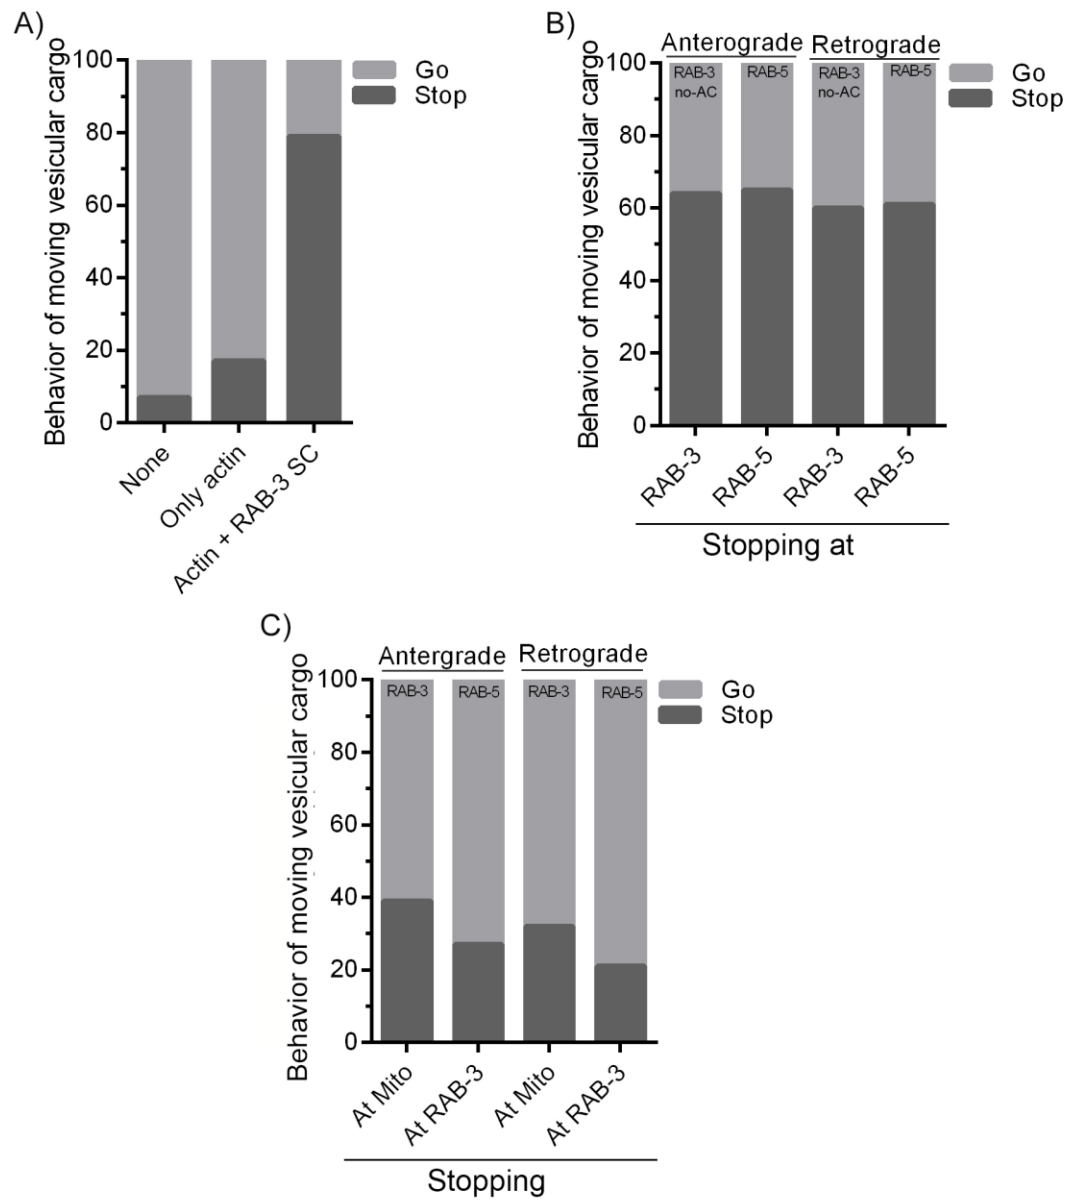 A)
Behavior of moving vesicular cargo
100
80
60
40
20
0
Go
Stop
None
Only actin
Actin + RAB-3 SC
B)
Anterograde Retrograde
Behavior of moving vesicular cargo
100
80
60
40
20
0
RAB-3
no-AC
RAB-5
RAB-3
no-AC
RAB-5
Go
Stop
RAB-3
RAB-5
RAB-3
RAB-5
Stopping at
C)
Antergrade Retrograde
Behavior of moving vesicular cargo
100
80
60
40
20
0
RAB-3
RAB-5
RAB-3
RAB-5
Go
Stop
At Mito
At RAB-3
At Mito
At RAB-3
Stopping